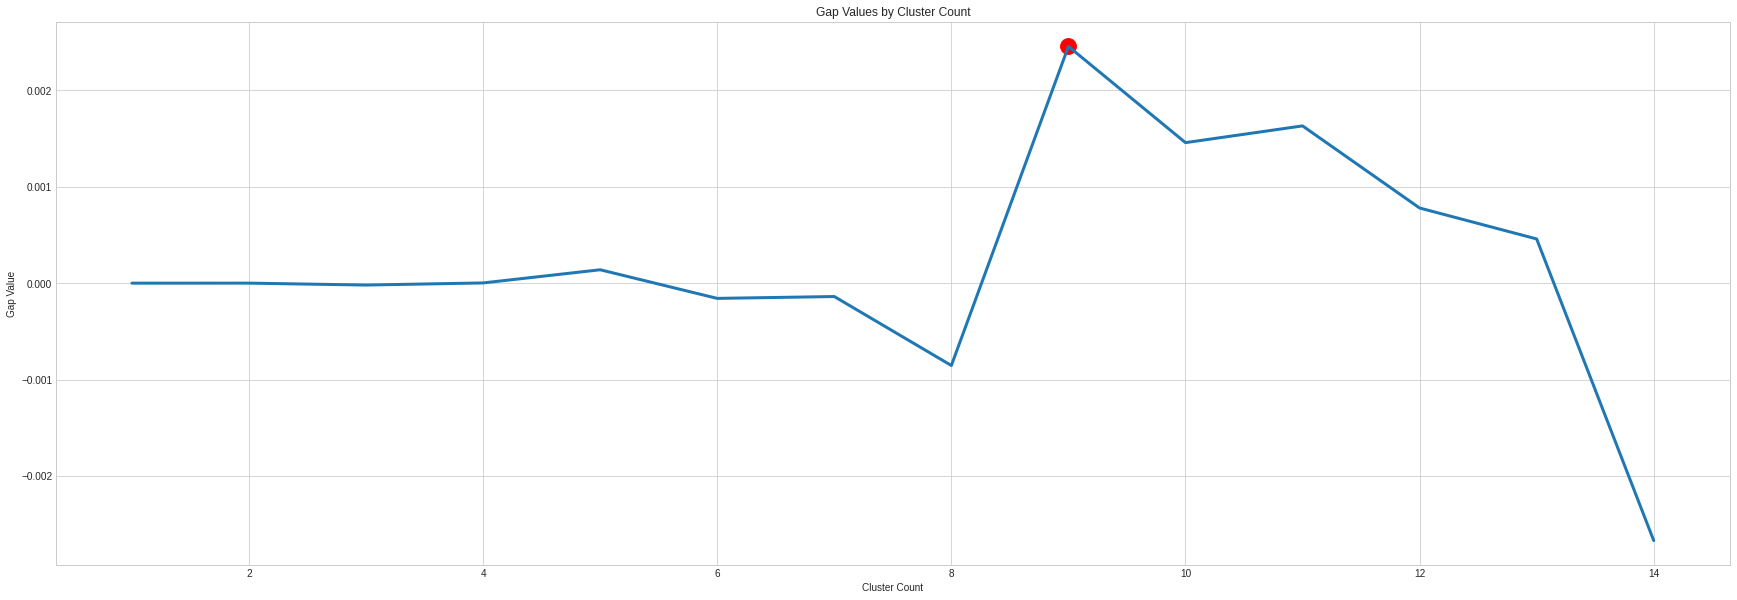 Gap Values by Cluster Count
Gap Value
0.002
0.001
0.000
−0.001
−0.002
2 4 6 8 10 12 14
Cluster Count